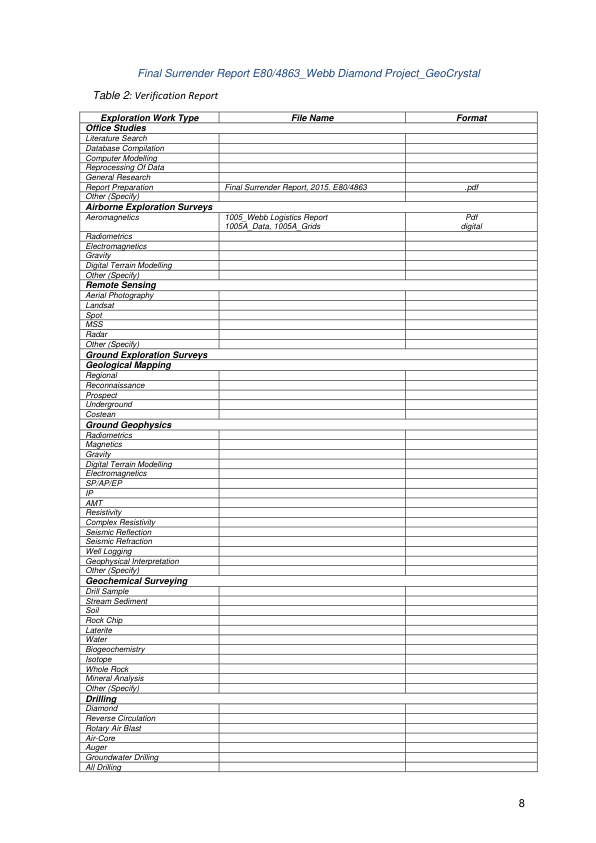 Final Surrender Report E80/4863_Webb Diamond Project_GeoCrystal
Table 2: Verification Report
Exploration Work Type File Name Format
Office Studies
Literature Search
Database Compilation
Computer Modelling
Reprocessing Of Data
General Research
Report Preparation Final Surrender Report, 2015. E80/4863 .pdf
Other (Specify)
Airborne Exploration Surveys
Aeromagnetics 1005_Webb Logistics Report Pdf
1005A_Data, 1005A_Grids digital
Radiometrics
Electromagnetics
Gravity
Digital Terrain Modelling
Other (Specify)
Remote Sensing
Aerial Photography
Landsat
Spot
MSS
Radar
Other (Specify)
Ground Exploration Surveys
Geological Mapping
Regional
Reconnaissance
Prospect
Underground
Costean
Ground Geophysics
Radiometrics
Magnetics
Gravity
Digital Terrain Modelling
Electromagnetics
SP/AP/EP
IP
AMT
Resistivity
Complex Resistivity
Seismic Reflection
Seismic Refraction
Well Logging
Geophysical Interpretation
Other (Specify)
Geochemical Surveying
Drill Sample
Stream Sediment
Soil
Rock Chip
Laterite
Water
Biogeochemistry
Isotope
Whole Rock
Mineral Analysis
Other (Specify)
Drilling
Diamond
Reverse Circulation
Rotary Air Blast
Air-Core
Auger
Groundwater Drilling
All Drilling
8